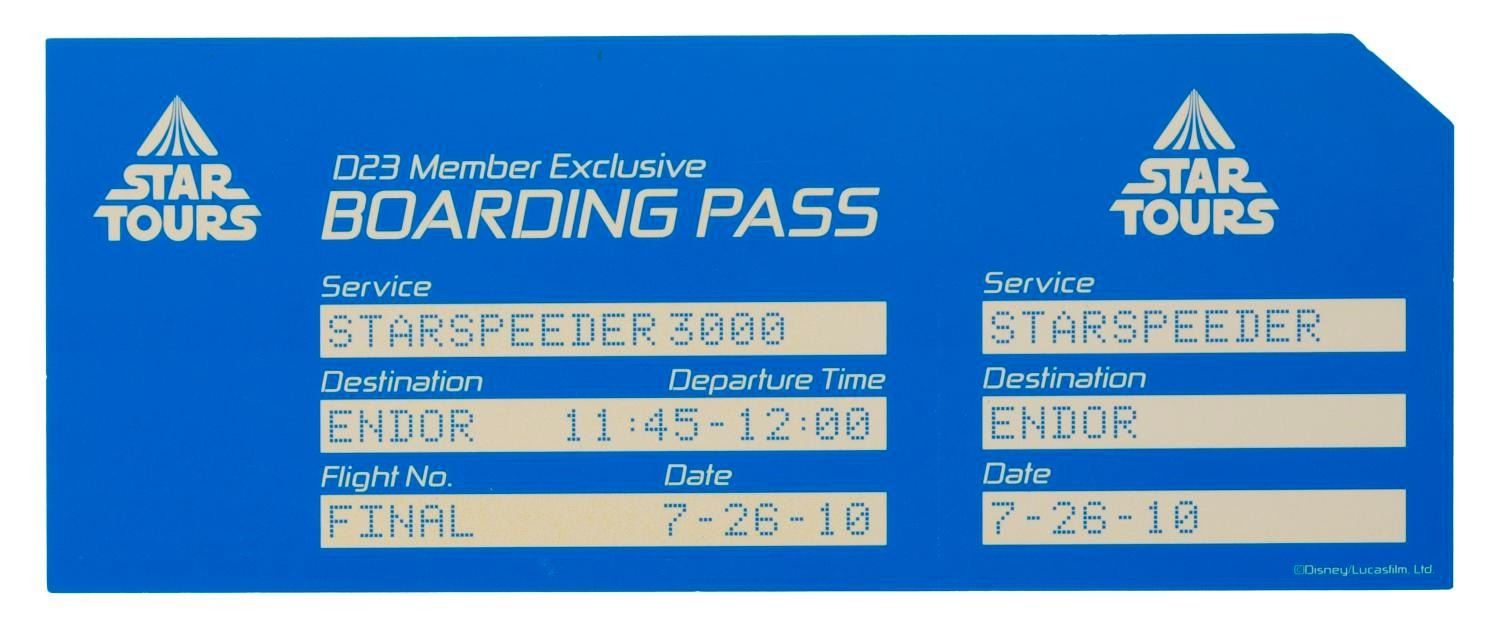 STAR
TOURS
D23 Member Exclusive
BOARDING PASS
Service
STARSPEEDER 3000
Destination Departure Time
ENDOR 11:45-12:00
Flight No. Date
FINAL 7-26-10
STAR
TOURS
Service
STARSPEEDER
Destination
ENDOR
Date
7-26-10
©Disney/Lucasfilm, Ltd.